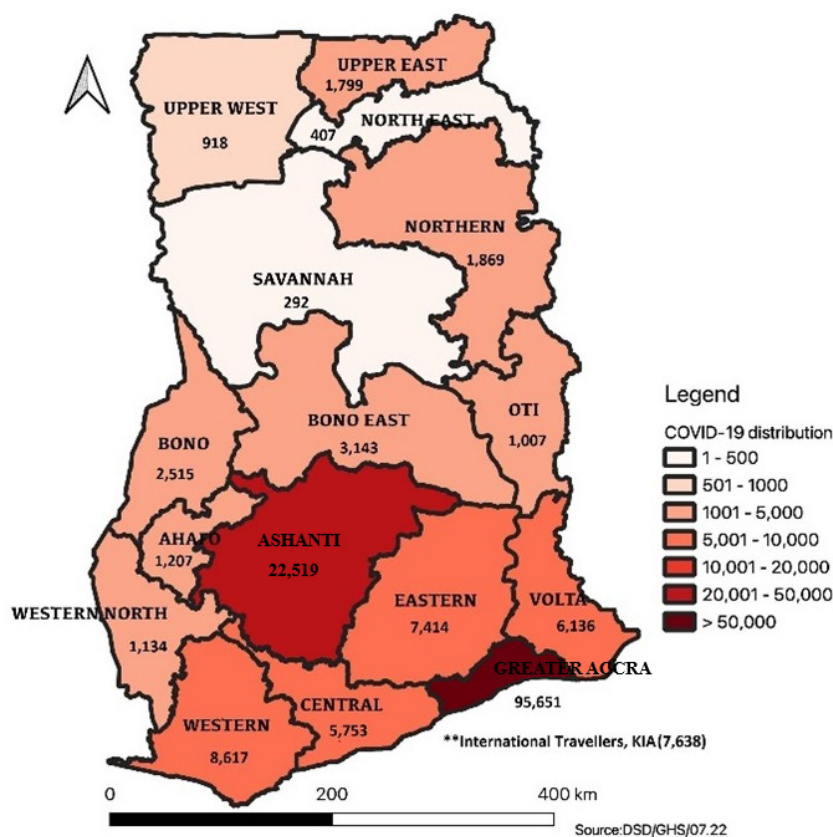 UPPER EAST
1,799
UPPER WEST
918
NORTH EAST
407
NORTHERN
1,869
SAVANNAH
292
BONO EAST
3,143
OTI
1,007
BONO
2,515
AHAFO
1,207
ASHANTI
22,519
WESTERN NORTH
1,134
EASTERN
7,414
VOLTA
6,136
GREATER ACCRA
95,651
CENTRAL
5,753
WESTERN
8,617
**International Travellers, KIA(7,638)
Legend
COVID-19 distribution
1 - 500
501 - 1000
1001 - 5,000
5,001 - 10,000
10,001 - 20,000
20,001 - 50,000
> 50,000
0 200 400 km
Source:DSD/GHS/07.22